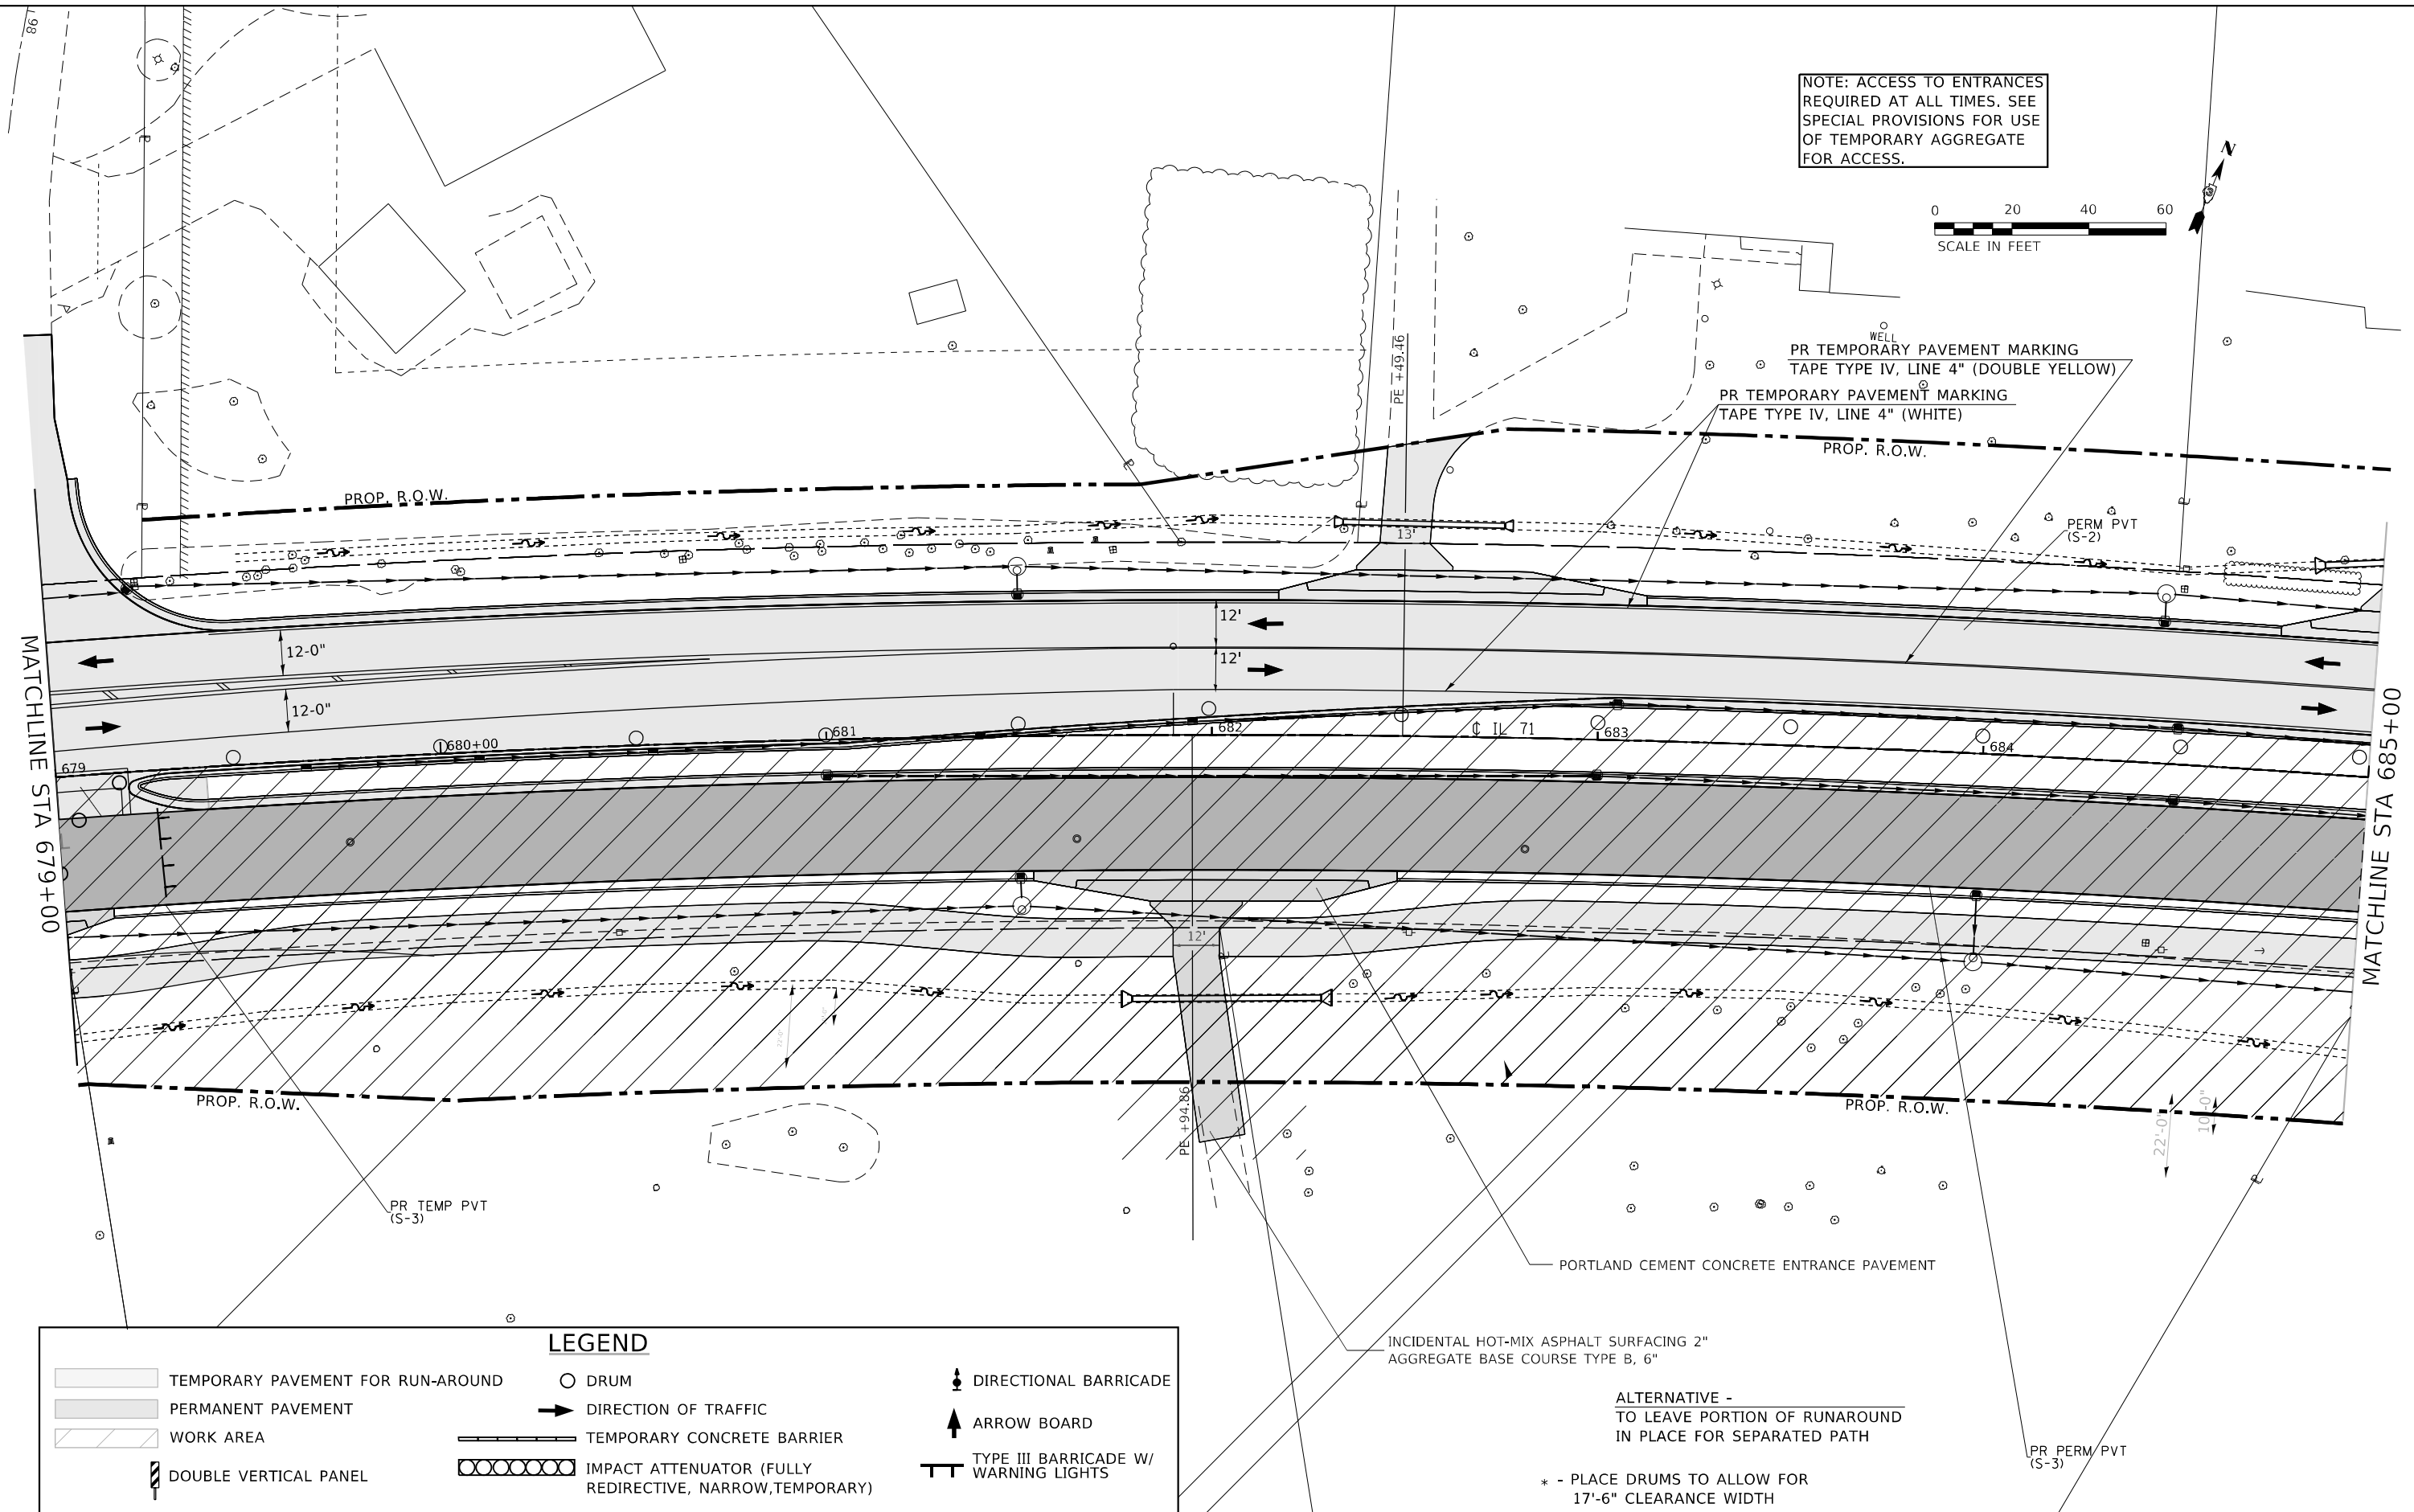 98
NOTE: ACCESS TO ENTRANCES
REQUIRED AT ALL TIMES. SEE
SPECIAL PROVISIONS FOR USE
OF TEMPORARY AGGREGATE
FOR ACCESS.
N
0 20 40 60
SCALE IN FEET
WELL
PR TEMPORARY PAVEMENT MARKING
TAPE TYPE IV, LINE 4" (DOUBLE YELLOW)
PR TEMPORARY PAVEMENT MARKING
TAPE TYPE IV, LINE 4" (WHITE)
PE +49.46
PROP. R.O.W.
PROP. R.O.W.
PERM PVT
(S-2)
13'
12'
12'
12-0"
12-0"
MATCHLINE STA 679+00
MATCHLINE STA 685+00
679
680+00
681
682
℄ IL 71
683
684
12'
22'-0"
PE +94.86
PROP. R.O.W.
PROP. R.O.W.
22'-0"
10'-0"
PR TEMP PVT
(S-3)
PORTLAND CEMENT CONCRETE ENTRANCE PAVEMENT
INCIDENTAL HOT-MIX ASPHALT SURFACING 2"
AGGREGATE BASE COURSE TYPE B, 6"
ALTERNATIVE -
TO LEAVE PORTION OF RUNAROUND
IN PLACE FOR SEPARATED PATH
PR PERM PVT
(S-3)
* - PLACE DRUMS TO ALLOW FOR
17'-6" CLEARANCE WIDTH
LEGEND
TEMPORARY PAVEMENT FOR RUN-AROUND
PERMANENT PAVEMENT
WORK AREA
DOUBLE VERTICAL PANEL
DRUM
DIRECTION OF TRAFFIC
TEMPORARY CONCRETE BARRIER
IMPACT ATTENUATOR (FULLY
REDIRECTIVE, NARROW,TEMPORARY)
DIRECTIONAL BARRICADE
ARROW BOARD
TYPE III BARRICADE W/
WARNING LIGHTS